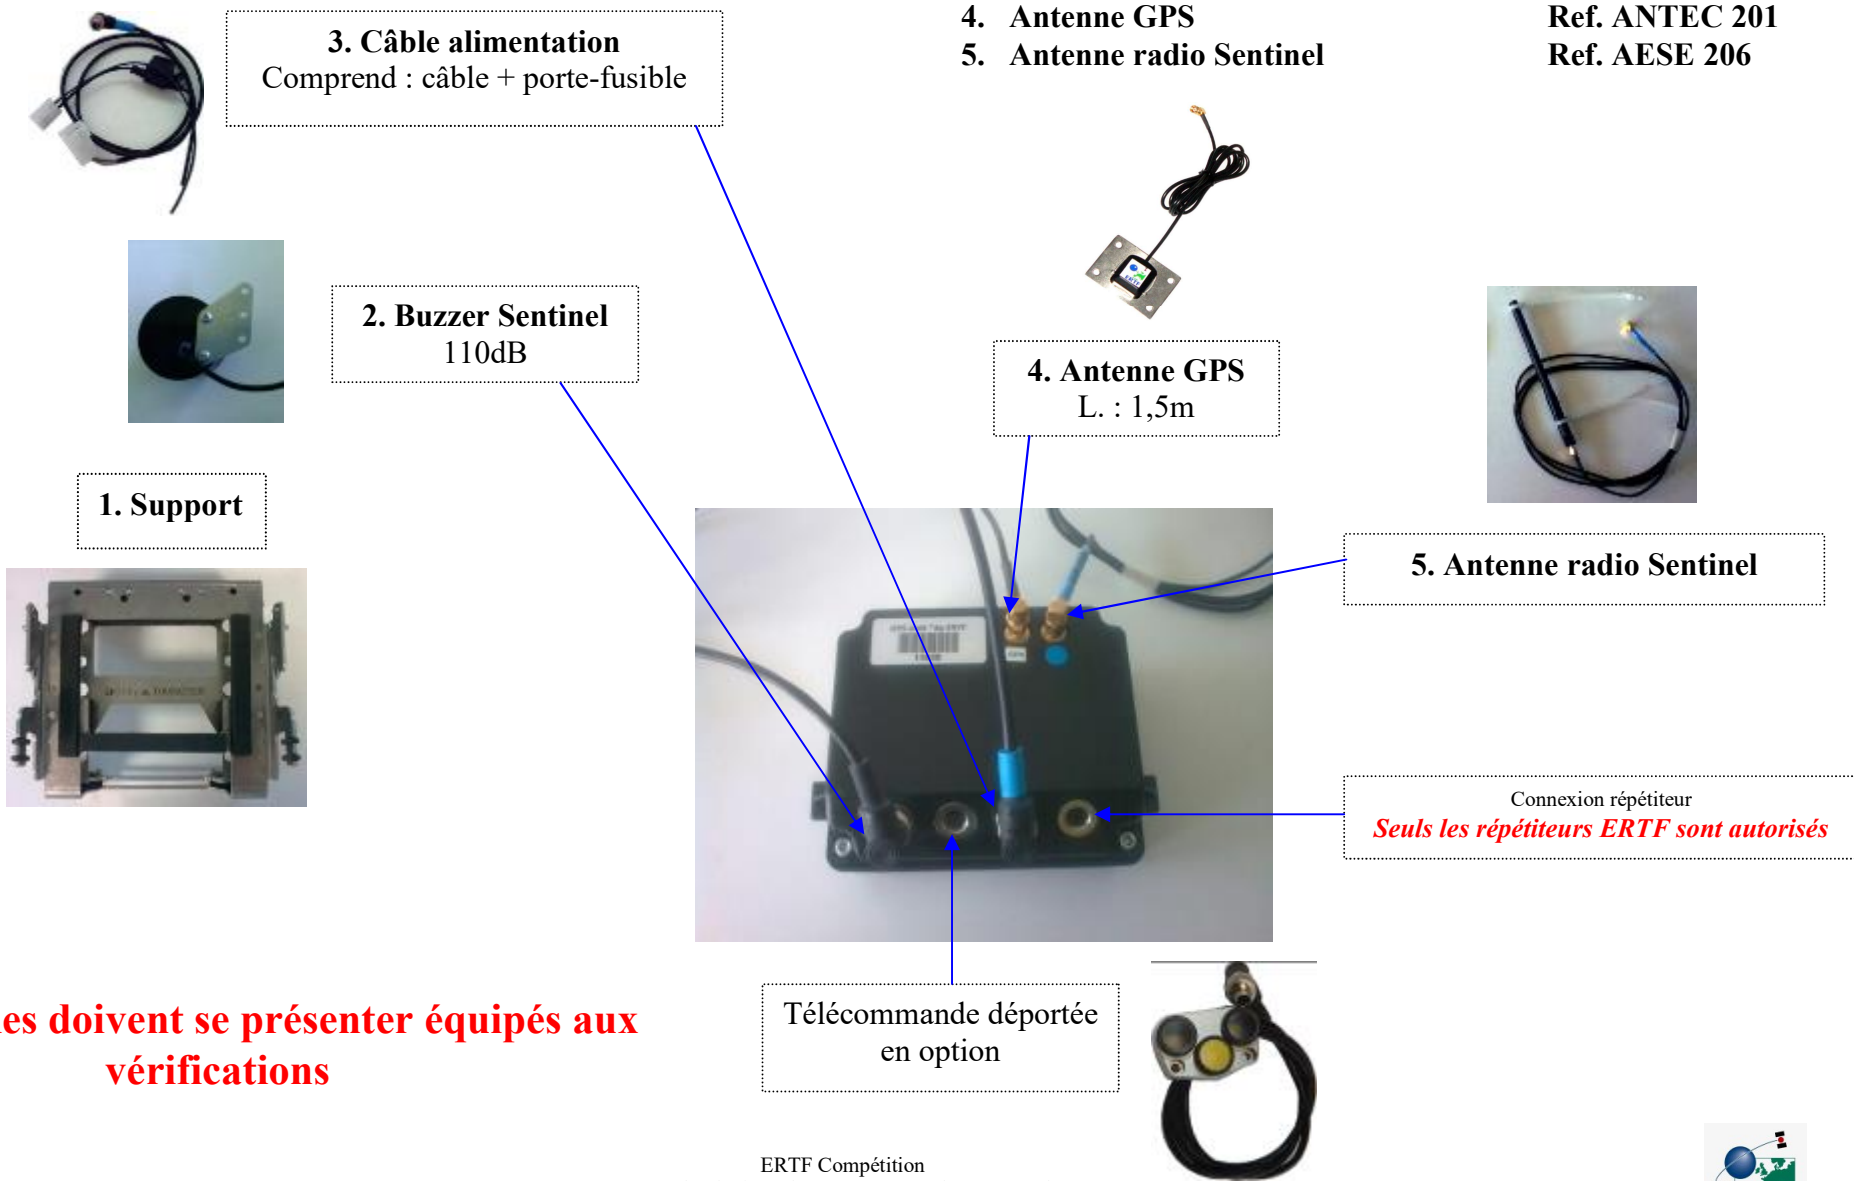 4. Antenne GPS Ref. ANTEC 201
5. Antenne radio Sentinel Ref. AESE 206
3. Câble alimentation
Comprend : câble + porte-fusible
2. Buzzer Sentinel
110dB
4. Antenne GPS
L. : 1,5m
1. Support
5. Antenne radio Sentinel
GPS
Connexion répétiteur
Seuls les répétiteurs ERTF sont autorisés
Télécommande déportée
en option
es doivent se présenter équipés aux
vérifications
ERTF Compétition